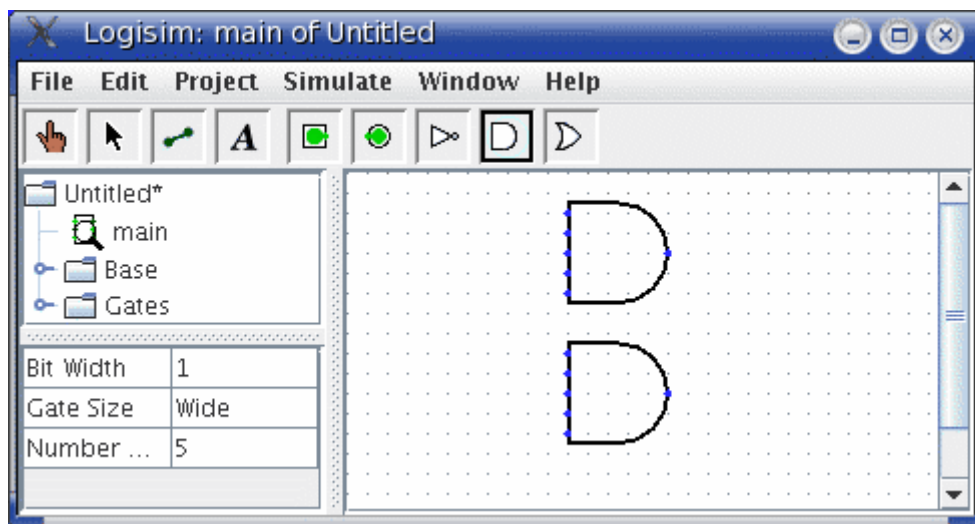 Logisim: main of Untitled
File Edit Project Simulate Window Help
A
Untitled*
main
Base
Gates
Bit Width 1
Gate Size Wide
Number ... 5